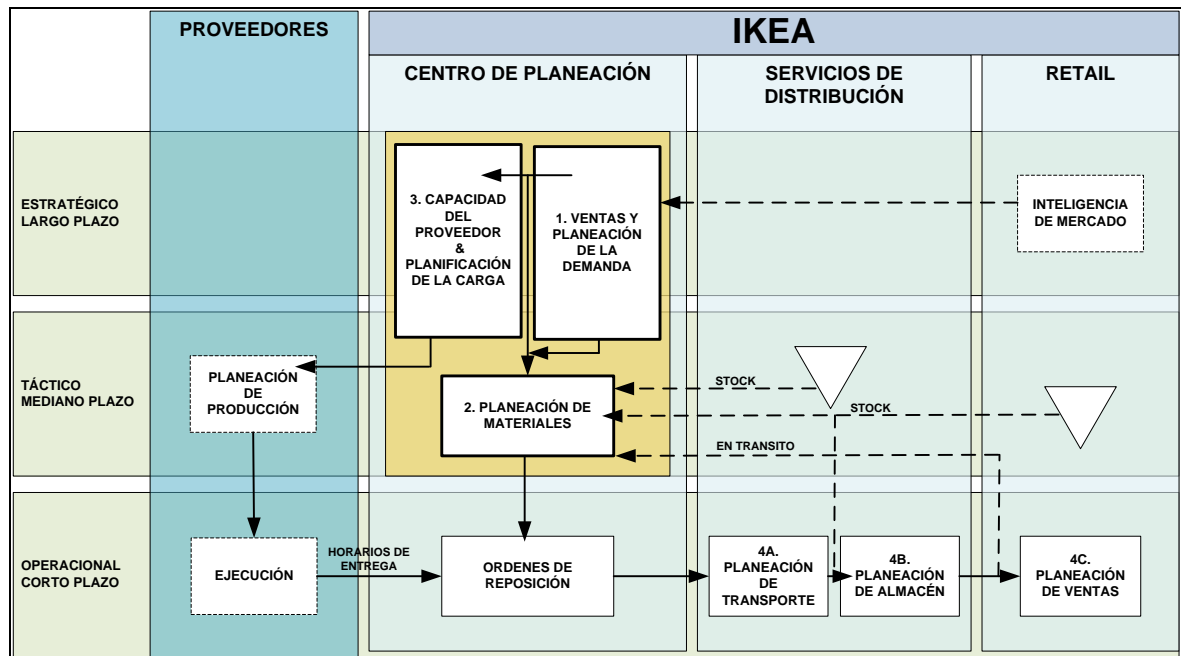 PROVEEDORES
IKEA
CENTRO DE PLANEACIÓN
SERVICIOS DE
DISTRIBUCIÓN
RETAIL
ESTRATÉGICO
LARGO PLAZO
3. CAPACIDAD
DEL
PROVEEDOR
&
PLANIFICACIÓN
DE LA CARGA
1. VENTAS Y
PLANEACIÓN
DE LA
DEMANDA
INTELIGENCIA
DE MERCADO
TÁCTICO
MEDIANO PLAZO
PLANEACIÓN
DE
PRODUCCIÓN
2. PLANEACIÓN DE
MATERIALES
STOCK
STOCK
EN TRANSITO
OPERACIONAL
CORTO PLAZO
EJECUCIÓN
HORARIOS DE
ENTREGA
ORDENES DE
REPOSICIÓN
4A.
PLANEACIÓN
DE
TRANSPORTE
4B.
PLANEACIÓN
DE ALMACÉN
4C.
PLANEACIÓN
DE VENTAS